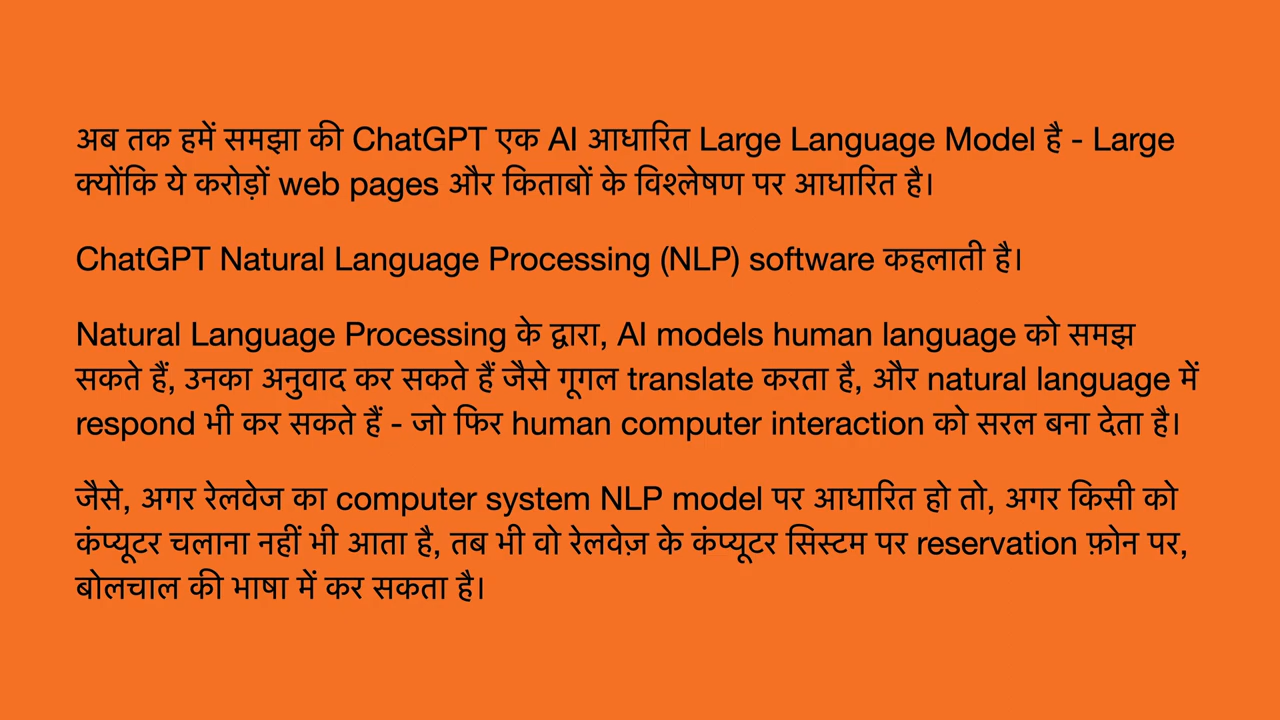 अब तक हमें समझा की ChatGPT एक AI आधारित Large Language Model है - Large
क्योंकि ये करोड़ों web pages और किताबों के विश्लेषण पर आधारित है।
ChatGPT Natural Language Processing (NLP) software कहलाती है।
Natural Language Processing के द्वारा, AI models human language को समझ
सकते हैं, उनका अनुवाद कर सकते हैं जैसे गूगल translate करता है, और natural language में
respond भी कर सकते हैं - जो फिर human computer interaction को सरल बना देता है।
जैसे, अगर रेलवेज का computer system NLP model पर आधारित हो तो, अगर किसी को
कंप्यूटर चलाना नहीं भी आता है, तब भी वो रेलवेज़ के कंप्यूटर सिस्टम पर reservation फ़ोन पर,
बोलचाल की भाषा में कर सकता है।